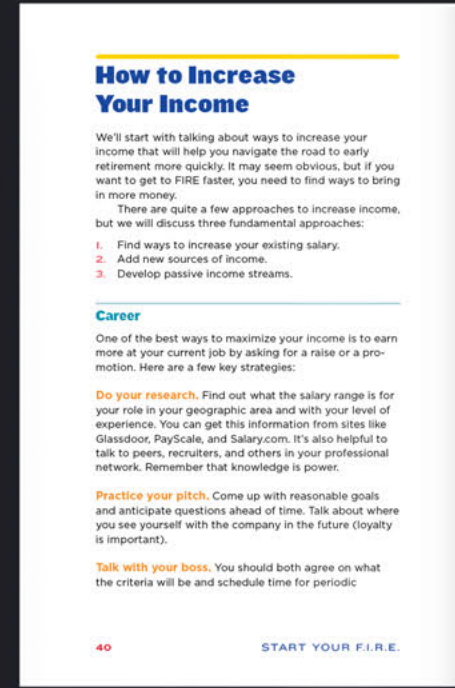 How to Increase
Your Income
We'll start with talking about ways to increase your
income that will help you navigate the road to early
retirement more quickly. It may seem obvious, but if you
want to get to FIRE faster, you need to find ways to bring
in more money.
There are quite a few approaches to increase income,
but we will discuss three fundamental approaches:
1. Find ways to increase your existing salary.
2. Add new sources of income.
3. Develop passive income streams.
Career
One of the best ways to maximize your income is to earn
more at your current job by asking for a raise or a pro-
motion. Here are a few key strategies:
Do your research. Find out what the salary range is for
your role in your geographic area and with your level of
experience. You can get this information from sites like
Glassdoor, PayScale, and Salary.com. It's also helpful to
talk to peers, recruiters, and others in your professional
network. Remember that knowledge is power.
Practice your pitch. Come up with reasonable goals
and anticipate questions ahead of time. Talk about where
you see yourself with the company in the future (loyalty
is important).
Talk with your boss. You should both agree on what
the criteria will be and schedule time for periodic
40 START YOUR F.I.R.E.